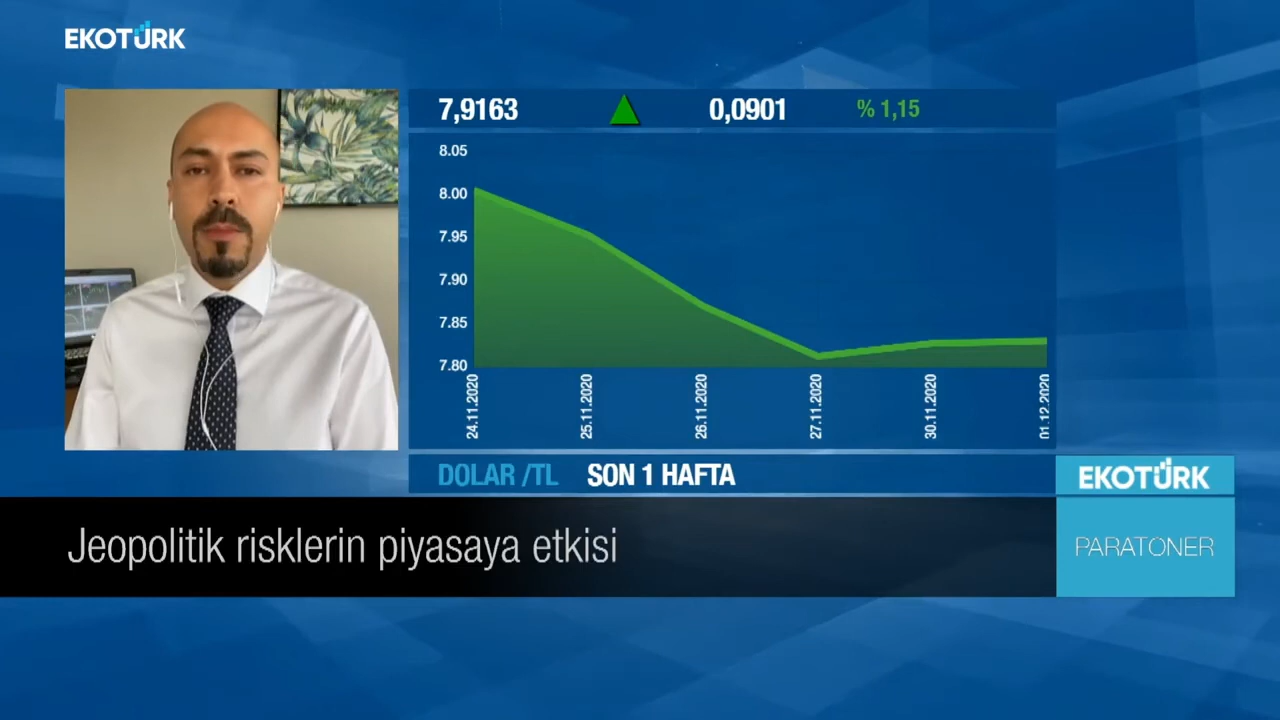 EKOTÜRK
7,9163 0,0901 % 1,15
8.05
8.00
7.95
7.90
7.85
7.80
24.11.2020
25.11.2020
26.11.2020
27.11.2020
30.11.2020
01.12.2020
DOLAR /TL SON 1 HAFTA
EKOTÜRK
Jeopolitik risklerin piyasaya etkisi
PARATONER